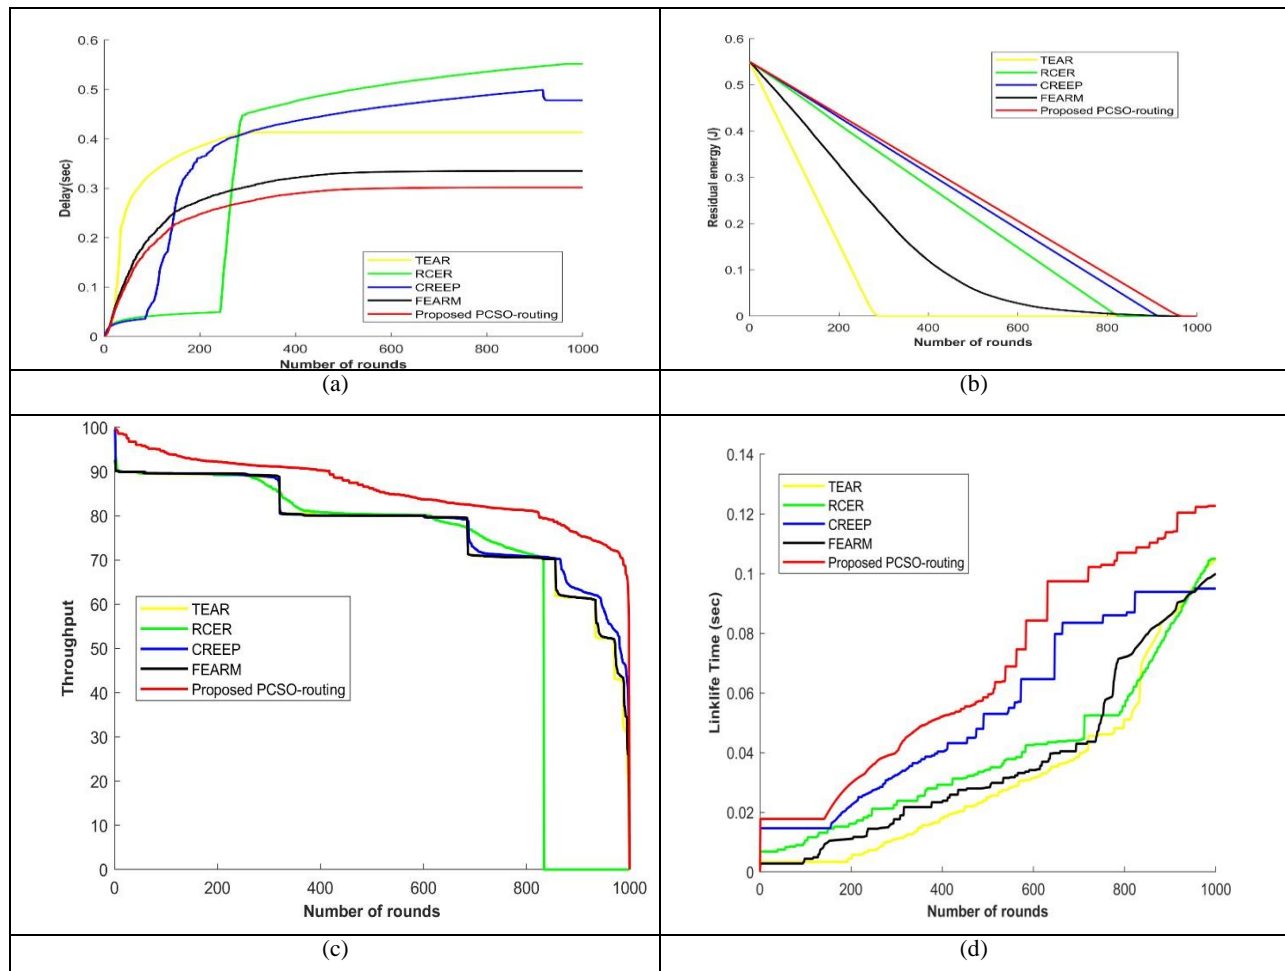 0.6
0.5
0.4
0.3
0.2
0.1
0
Delay(sec)
TEAR
RCER
CREEP
FEARM
Proposed PCSO-routing
0 200 400 600 800 1000
Number of rounds
(a)
0.6
0.5
0.4
0.3
0.2
0.1
0
Residual energy (J)
TEAR
RCER
CREEP
FEARM
Proposed PCSO-routing
0 200 400 600 800 1000
Number of rounds
(b)
100
90
80
70
60
50
40
30
20
10
0
Throughput
TEAR
RCER
CREEP
FEARM
Proposed PCSO-routing
0 200 400 600 800 1000
Number of rounds
(c)
0.14
0.12
0.1
0.08
0.06
0.04
0.02
0
Linklife Time (sec)
TEAR
RCER
CREEP
FEARM
Proposed PCSO-routing
0 200 400 600 800 1000
Number of rounds
(d)